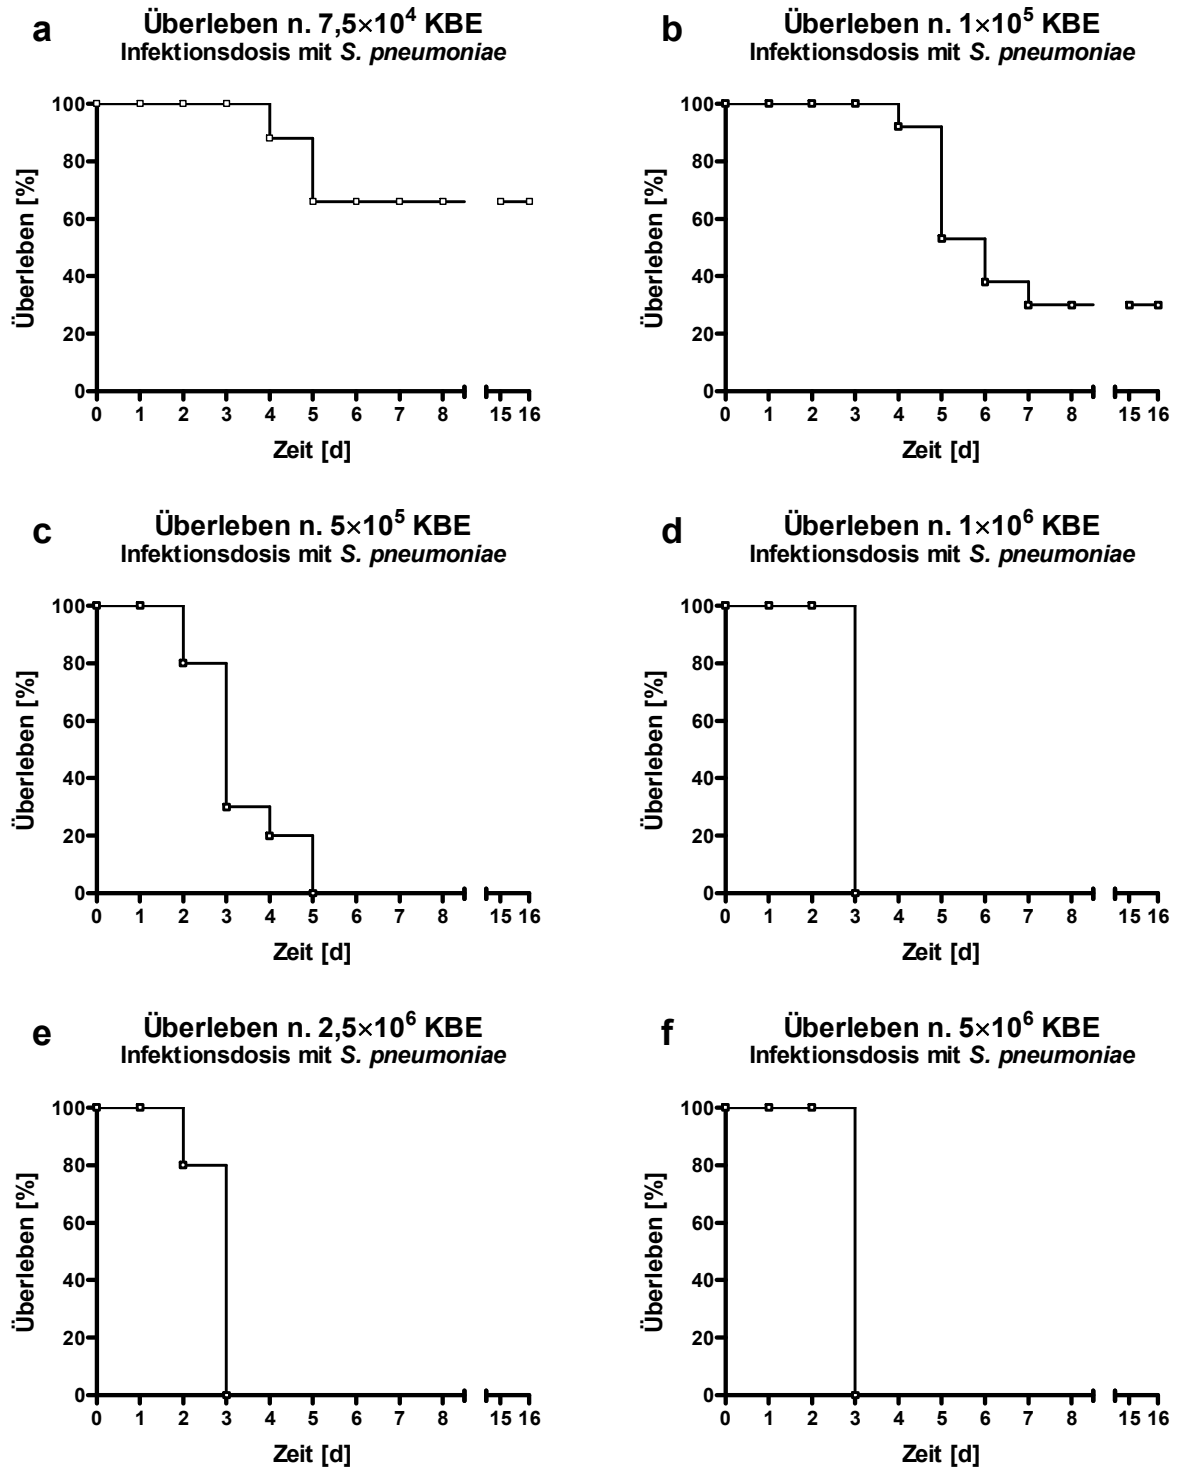 a
Überleben n. 7,5×10⁴ KBE
Infektionsdosis mit S. pneumoniae
Überleben [%]
100
80
60
40
20
0
0 1 2 3 4 5 6 7 8 15 16
Zeit [d]
b
Überleben n. 1×10⁵ KBE
Infektionsdosis mit S. pneumoniae
Überleben [%]
100
80
60
40
20
0
0 1 2 3 4 5 6 7 8 15 16
Zeit [d]
c
Überleben n. 5×10⁵ KBE
Infektionsdosis mit S. pneumoniae
Überleben [%]
100
80
60
40
20
0
0 1 2 3 4 5 6 7 8 15 16
Zeit [d]
d
Überleben n. 1×10⁶ KBE
Infektionsdosis mit S. pneumoniae
Überleben [%]
100
80
60
40
20
0
0 1 2 3 4 5 6 7 8 15 16
Zeit [d]
e
Überleben n. 2,5×10⁶ KBE
Infektionsdosis mit S. pneumoniae
Überleben [%]
100
80
60
40
20
0
0 1 2 3 4 5 6 7 8 15 16
Zeit [d]
f
Überleben n. 5×10⁶ KBE
Infektionsdosis mit S. pneumoniae
Überleben [%]
100
80
60
40
20
0
0 1 2 3 4 5 6 7 8 15 16
Zeit [d]